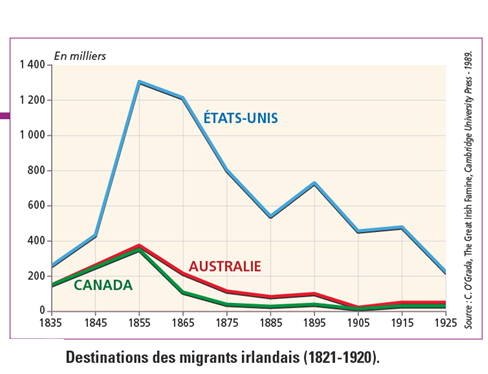 En milliers
1 400
1 200
1 000
800
600
400
200
0
ÉTATS-UNIS
AUSTRALIE
CANADA
1835 1845 1855 1865 1875 1885 1895 1905 1915 1925
Source : C. O'Grada, The Great Irish Famine, Cambridge University Press - 1989.
Destinations des migrants irlandais (1821-1920).